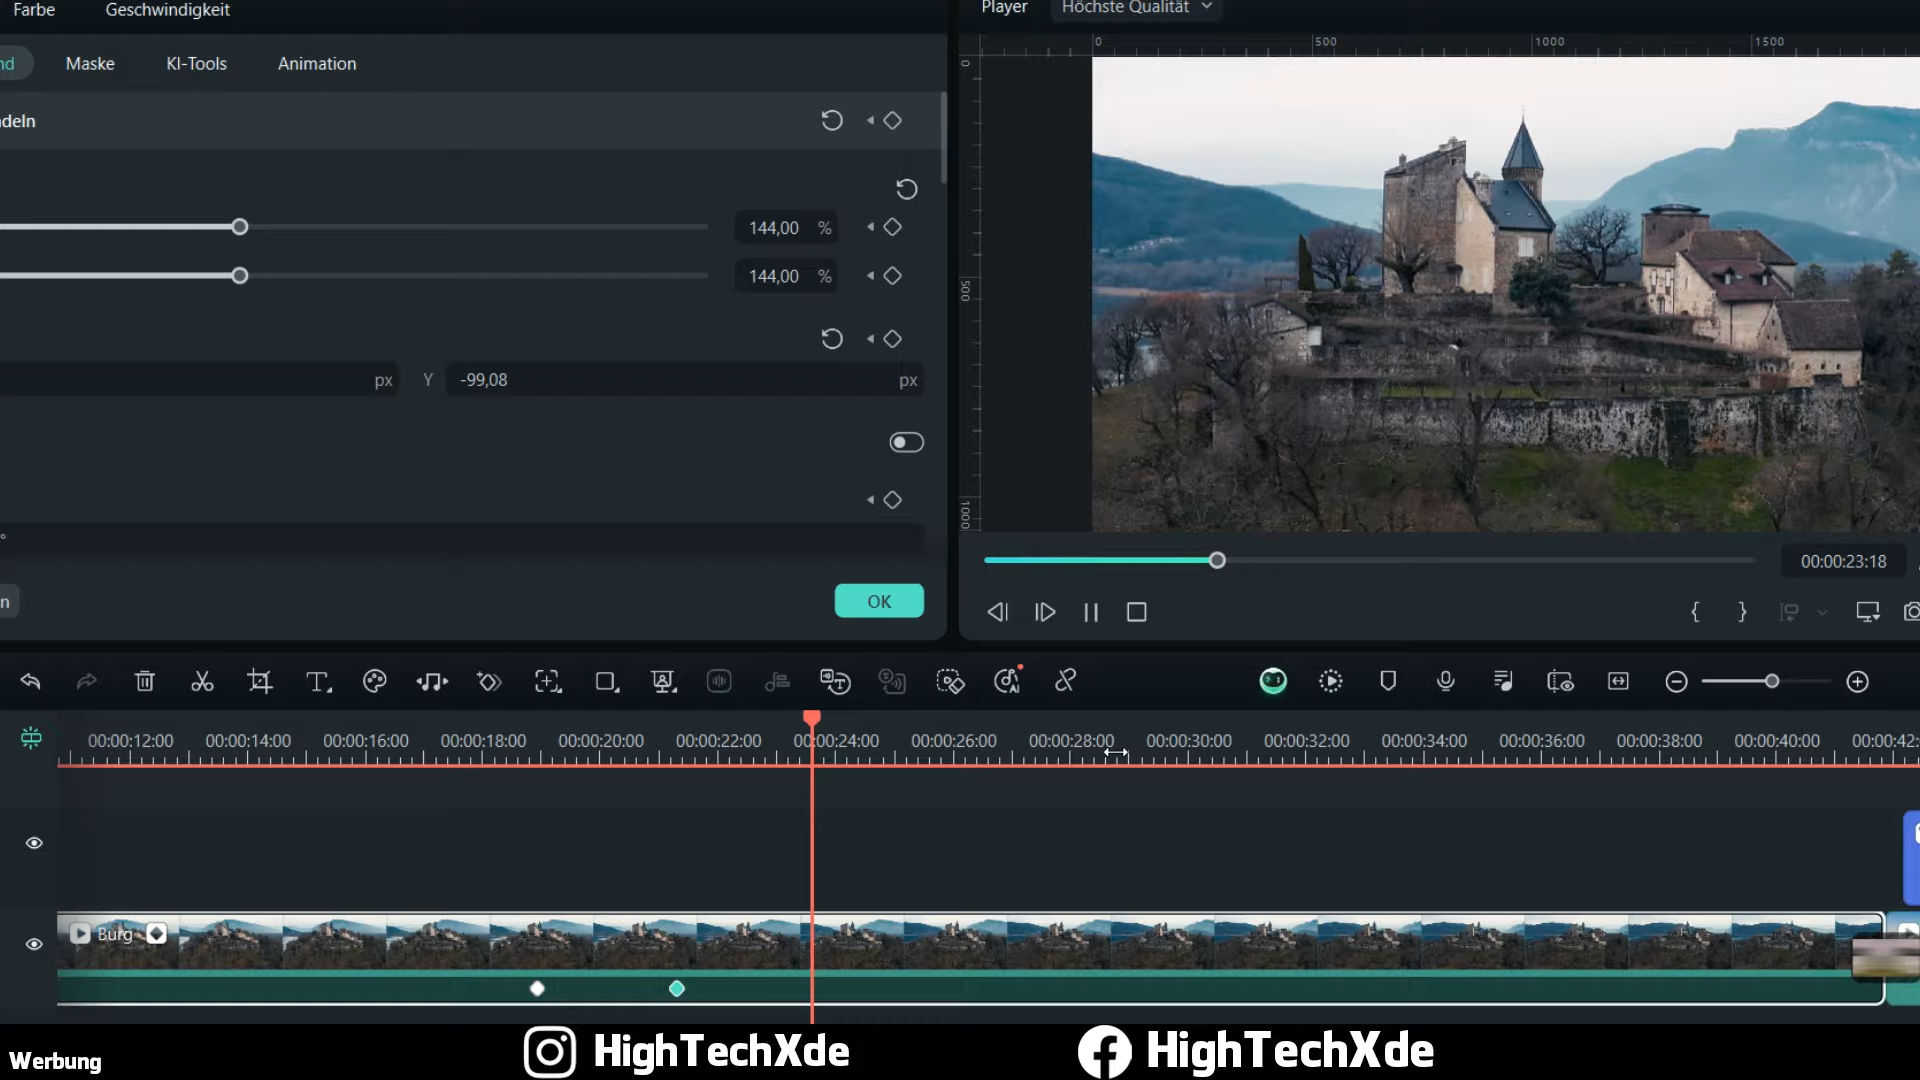 Farbe Geschwindigkeit
nd Maske KI-Tools Animation
deln
144,00 %
144,00 %
px Y -99,08 px
°
n OK
Player Höchste Qualität
0 500 1000 1500
0
500
1000
00:00:23:18
{ }
00:00:12:00 00:00:14:00 00:00:16:00 00:00:18:00 00:00:20:00 00:00:22:00 00:00:24:00 00:00:26:00 00:00:28:00 00:00:30:00 00:00:32:00 00:00:34:00 00:00:36:00 00:00:38:00 00:00:40:00 00:00:42:
Burg
Werbung HighTechXde HighTechXde